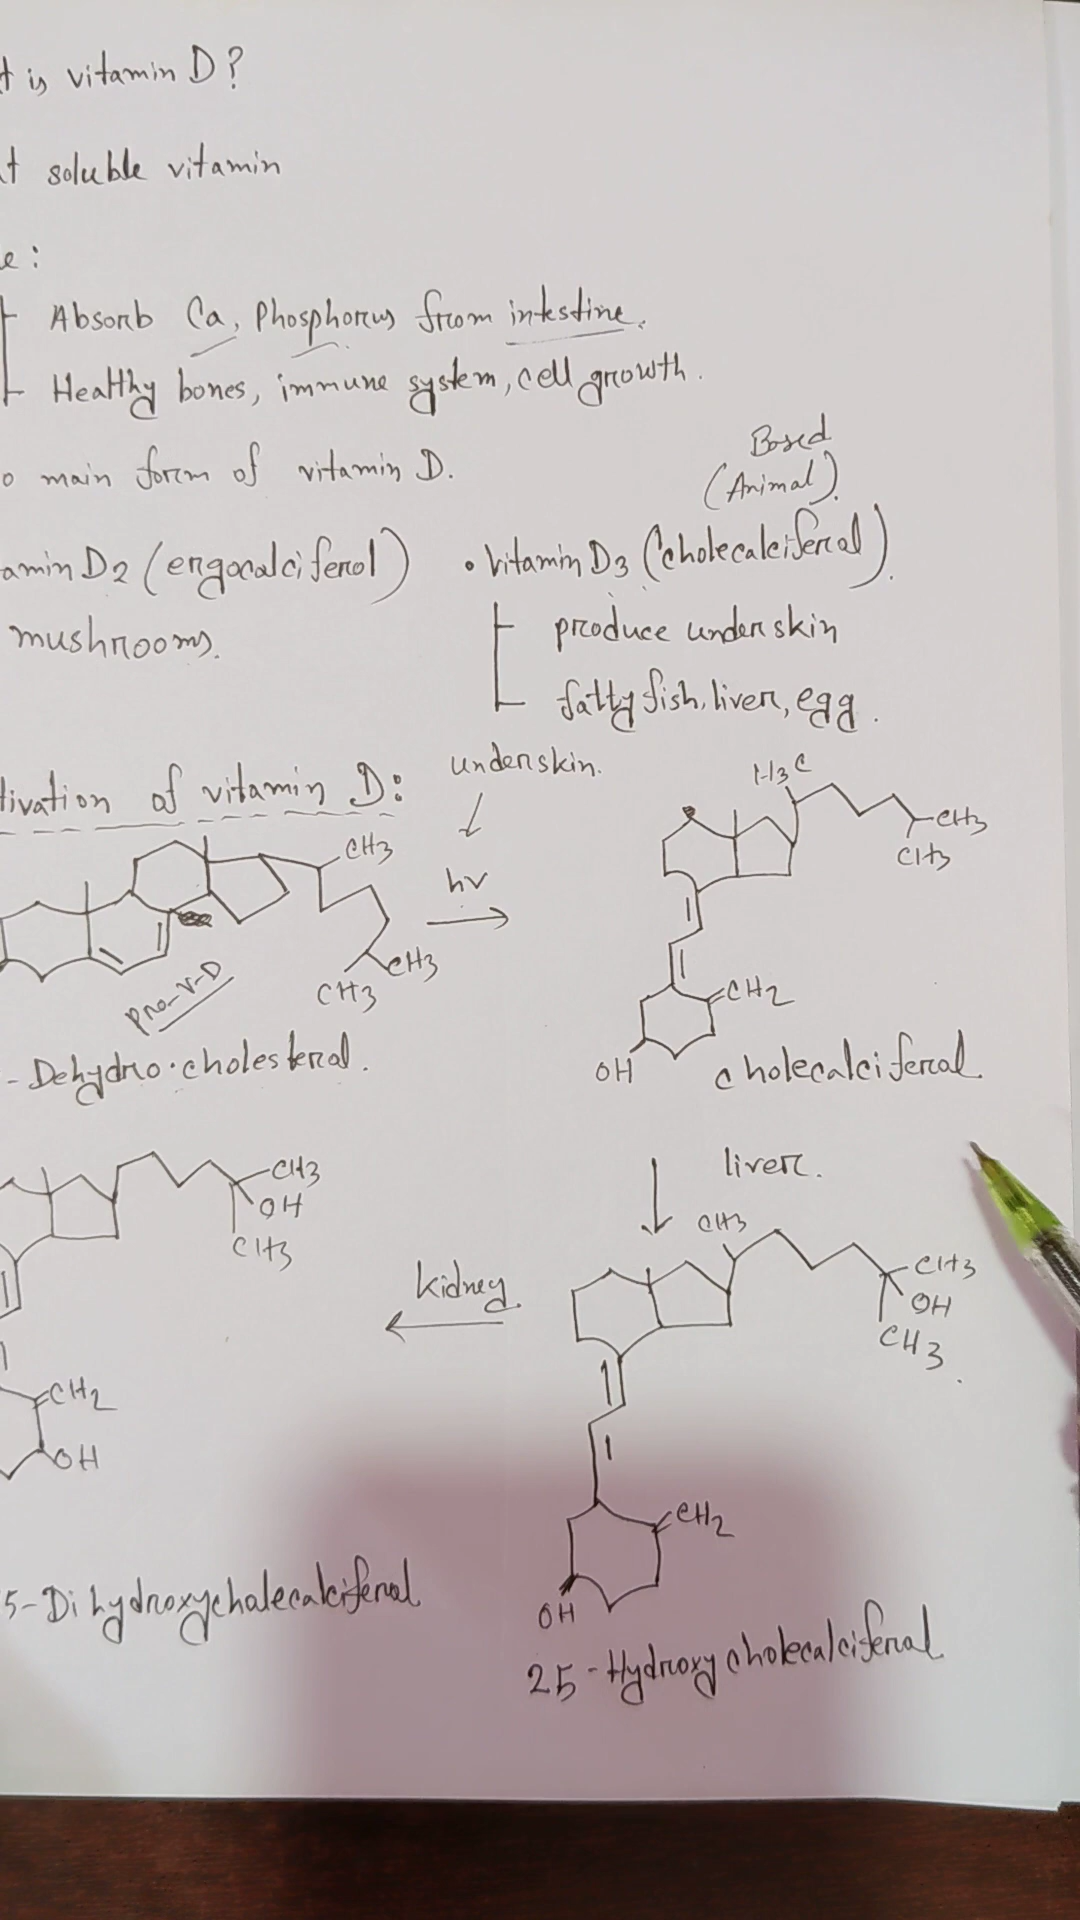 t is vitamin D?
t soluble vitamin
e:
Absorb Ca, Phosphorus from intestine.
Healthy bones, immune system, cell growth.
o main form of vitamin D.
Based
(Animal).
amin D2 (ergocalciferol)
• vitamin D3 (cholecalciferol).
mushrooms.
produce under skin
fatty fish, liver, egg.
tivation of vitamin D:
under skin.
hv
CH3
CH3
CH3
Pro-V-D
- Dehydro·cholesterol.
H3C
CH3
CH3
CH2
OH
cholecalciferol
liver.
CH3
CH3
OH
CH3
CH2
OH
25-Hydroxycholecalciferol
kidney
CH3
OH
CH3
CH2
OH
5-Dihydroxycholecalciferol